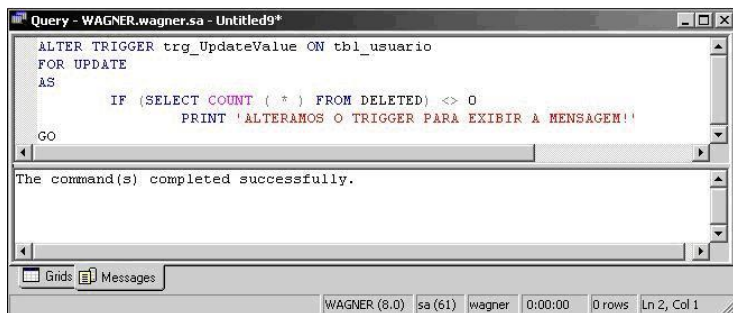 Query - WAGNER.wagner.sa - Untitled9*
ALTER TRIGGER trg_UpdateValue ON tbl_usuario
FOR UPDATE
AS
IF (SELECT COUNT ( * ) FROM DELETED) <> 0
PRINT 'ALTERAMOS O TRIGGER PARA EXIBIR A MENSAGEM!'
GO
The command(s) completed successfully.
Grids Messages
WAGNER (8.0) sa (61) wagner 0:00:00 0 rows Ln 2, Col 1